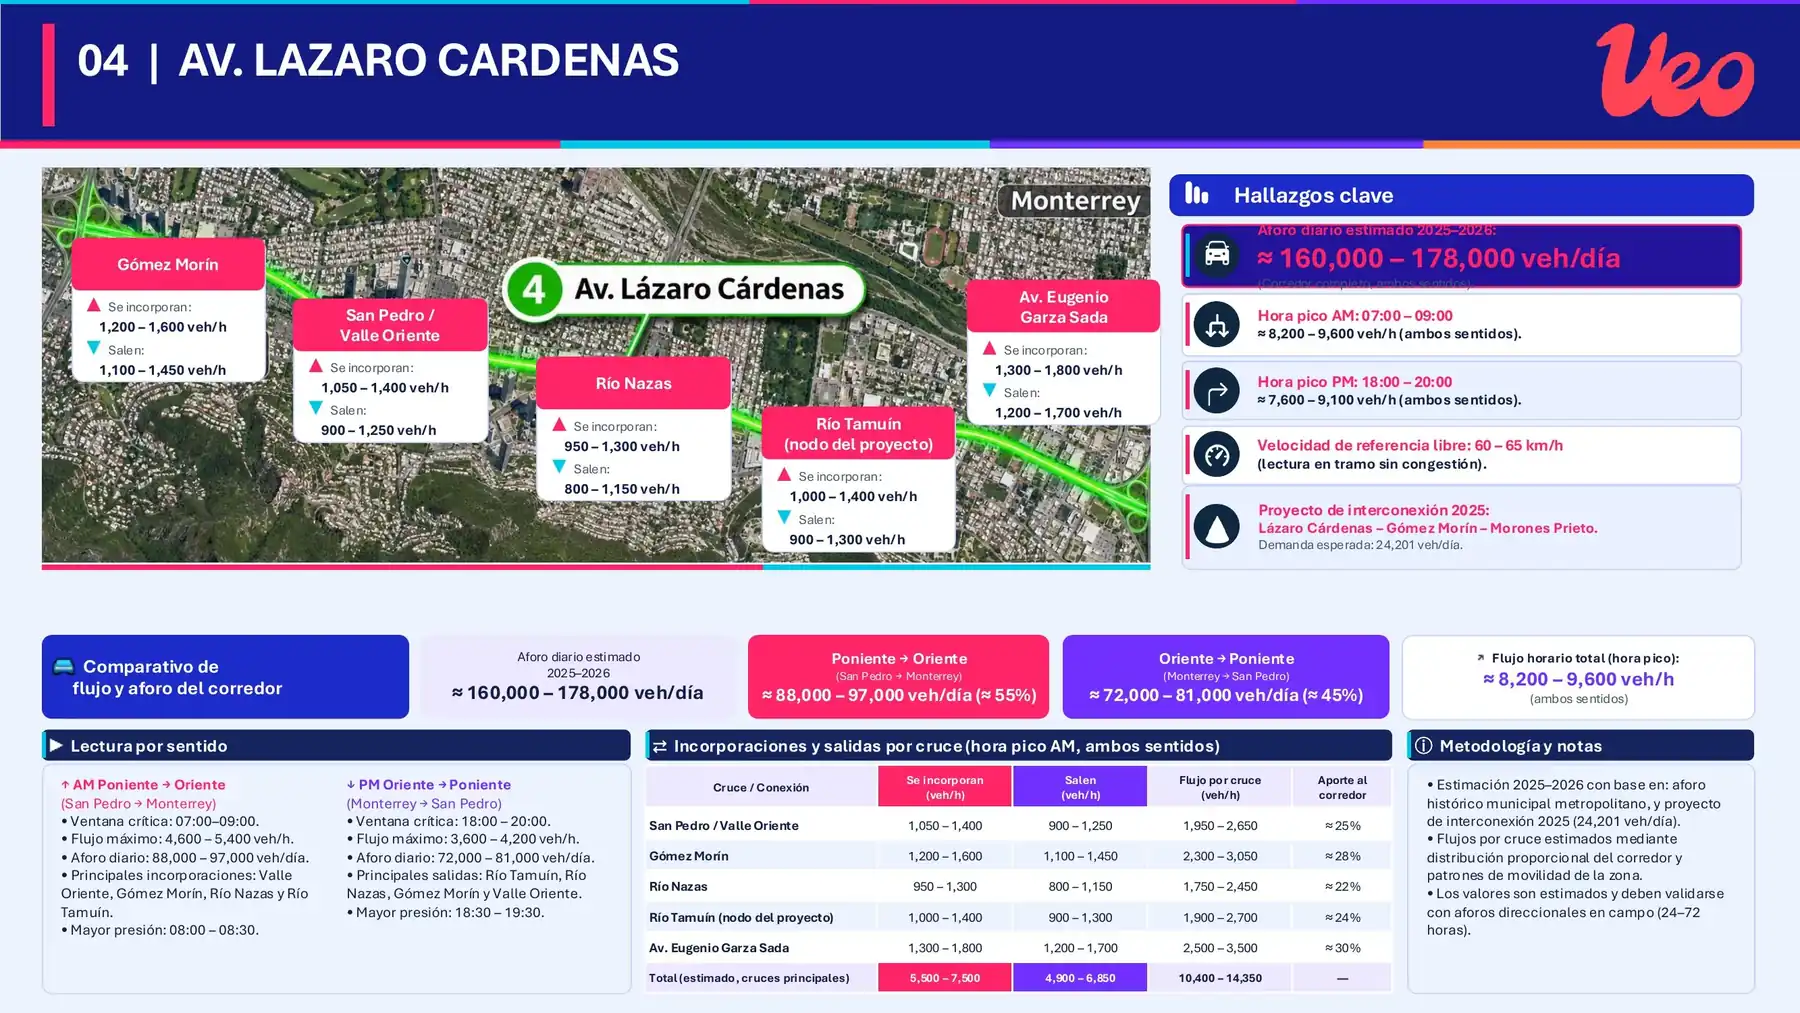 04 | AV. LAZARO CARDENAS
Veo
Monterrey
4 Av. Lázaro Cárdenas
Gómez Morín
▲ Se incorporan:
1,200 – 1,600 veh/h
▼ Salen:
1,100 – 1,450 veh/h
San Pedro /
Valle Oriente
▲ Se incorporan:
1,050 – 1,400 veh/h
▼ Salen:
900 – 1,250 veh/h
Río Nazas
▲ Se incorporan:
950 – 1,300 veh/h
▼ Salen:
800 – 1,150 veh/h
Río Tamuín
(nodo del proyecto)
▲ Se incorporan:
1,000 – 1,400 veh/h
▼ Salen:
900 – 1,300 veh/h
Av. Eugenio
Garza Sada
▲ Se incorporan:
1,300 – 1,800 veh/h
▼ Salen:
1,200 – 1,700 veh/h
Hallazgos clave
Aforo diario estimado 2025–2026:
≈ 160,000 – 178,000 veh/día
(Corredor completo, ambos sentidos).
Hora pico AM: 07:00 – 09:00
≈ 8,200 – 9,600 veh/h (ambos sentidos).
Hora pico PM: 18:00 – 20:00
≈ 7,600 – 9,100 veh/h (ambos sentidos).
Velocidad de referencia libre: 60 – 65 km/h
(lectura en tramo sin congestión).
Proyecto de interconexión 2025:
Lázaro Cárdenas – Gómez Morín – Morones Prieto.
Demanda esperada: 24,201 veh/día.
Comparativo de
flujo y aforo del corredor
Aforo diario estimado
2025–2026
≈ 160,000 – 178,000 veh/día
Poniente → Oriente
(San Pedro → Monterrey)
≈ 88,000 – 97,000 veh/día (≈ 55%)
Oriente → Poniente
(Monterrey → San Pedro)
≈ 72,000 – 81,000 veh/día (≈ 45%)
↗ Flujo horario total (hora pico):
≈ 8,200 – 9,600 veh/h
(ambos sentidos)
▶ Lectura por sentido
↑ AM Poniente → Oriente
(San Pedro → Monterrey)
• Ventana crítica: 07:00–09:00.
• Flujo máximo: 4,600 – 5,400 veh/h.
• Aforo diario: 88,000 – 97,000 veh/día.
• Principales incorporaciones: Valle
Oriente, Gómez Morín, Río Nazas y Río
Tamuín.
• Mayor presión: 08:00 – 08:30.
↓ PM Oriente → Poniente
(Monterrey → San Pedro)
• Ventana crítica: 18:00 – 20:00.
• Flujo máximo: 3,600 – 4,200 veh/h.
• Aforo diario: 72,000 – 81,000 veh/día.
• Principales salidas: Río Tamuín, Río
Nazas, Gómez Morín y Valle Oriente.
• Mayor presión: 18:30 – 19:30.
⇄ Incorporaciones y salidas por cruce (hora pico AM, ambos sentidos)
Cruce / Conexión Se incorporan (veh/h) Salen (veh/h) Flujo por cruce (veh/h) Aporte al corredor
San Pedro / Valle Oriente 1,050 – 1,400 900 – 1,250 1,950 – 2,650 ≈ 25%
Gómez Morín 1,200 – 1,600 1,100 – 1,450 2,300 – 3,050 ≈ 28%
Río Nazas 950 – 1,300 800 – 1,150 1,750 – 2,450 ≈ 22%
Río Tamuín (nodo del proyecto) 1,000 – 1,400 900 – 1,300 1,900 – 2,700 ≈ 24%
Av. Eugenio Garza Sada 1,300 – 1,800 1,200 – 1,700 2,500 – 3,500 ≈ 30%
Total (estimado, cruces principales) 5,500 – 7,500 4,900 – 6,850 10,400 – 14,350 —
ⓘ Metodología y notas
• Estimación 2025–2026 con base en: aforo
histórico municipal metropolitano, y proyecto
de interconexión 2025 (24,201 veh/día).
• Flujos por cruce estimados mediante
distribución proporcional del corredor y
patrones de movilidad de la zona.
• Los valores son estimados y deben validarse
con aforos direccionales en campo (24–72
horas).